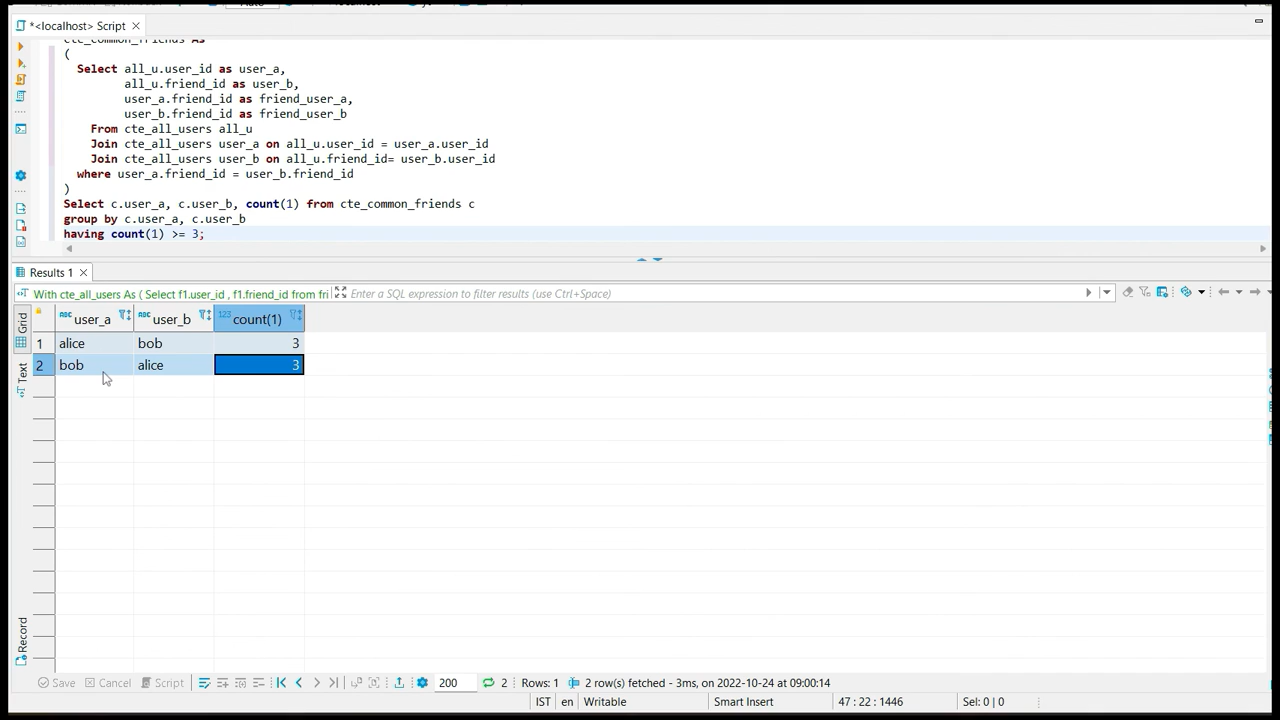 *<localhost> Script
(
Select all_u.user_id as user_a,
all_u.friend_id as user_b,
user_a.friend_id as friend_user_a,
user_b.friend_id as friend_user_b
From cte_all_users all_u
Join cte_all_users user_a on all_u.user_id = user_a.user_id
Join cte_all_users user_b on all_u.friend_id= user_b.user_id
where user_a.friend_id = user_b.friend_id
)
Select c.user_a, c.user_b, count(1) from cte_common_friends c
group by c.user_a, c.user_b
having count(1) >= 3;
Results 1
With cte_all_users As ( Select f1.user_id , f1.friend_id from fri
Enter a SQL expression to filter results (use Ctrl+Space)
Grid
Text
Record
ABC user_a ABC user_b 123 count(1)
1 alice bob 3
2 bob alice 3
Save Cancel Script 200 2 Rows: 1 2 row(s) fetched - 3ms, on 2022-10-24 at 09:00:14
IST en Writable Smart Insert 47 : 22 : 1446 Sel: 0 | 0